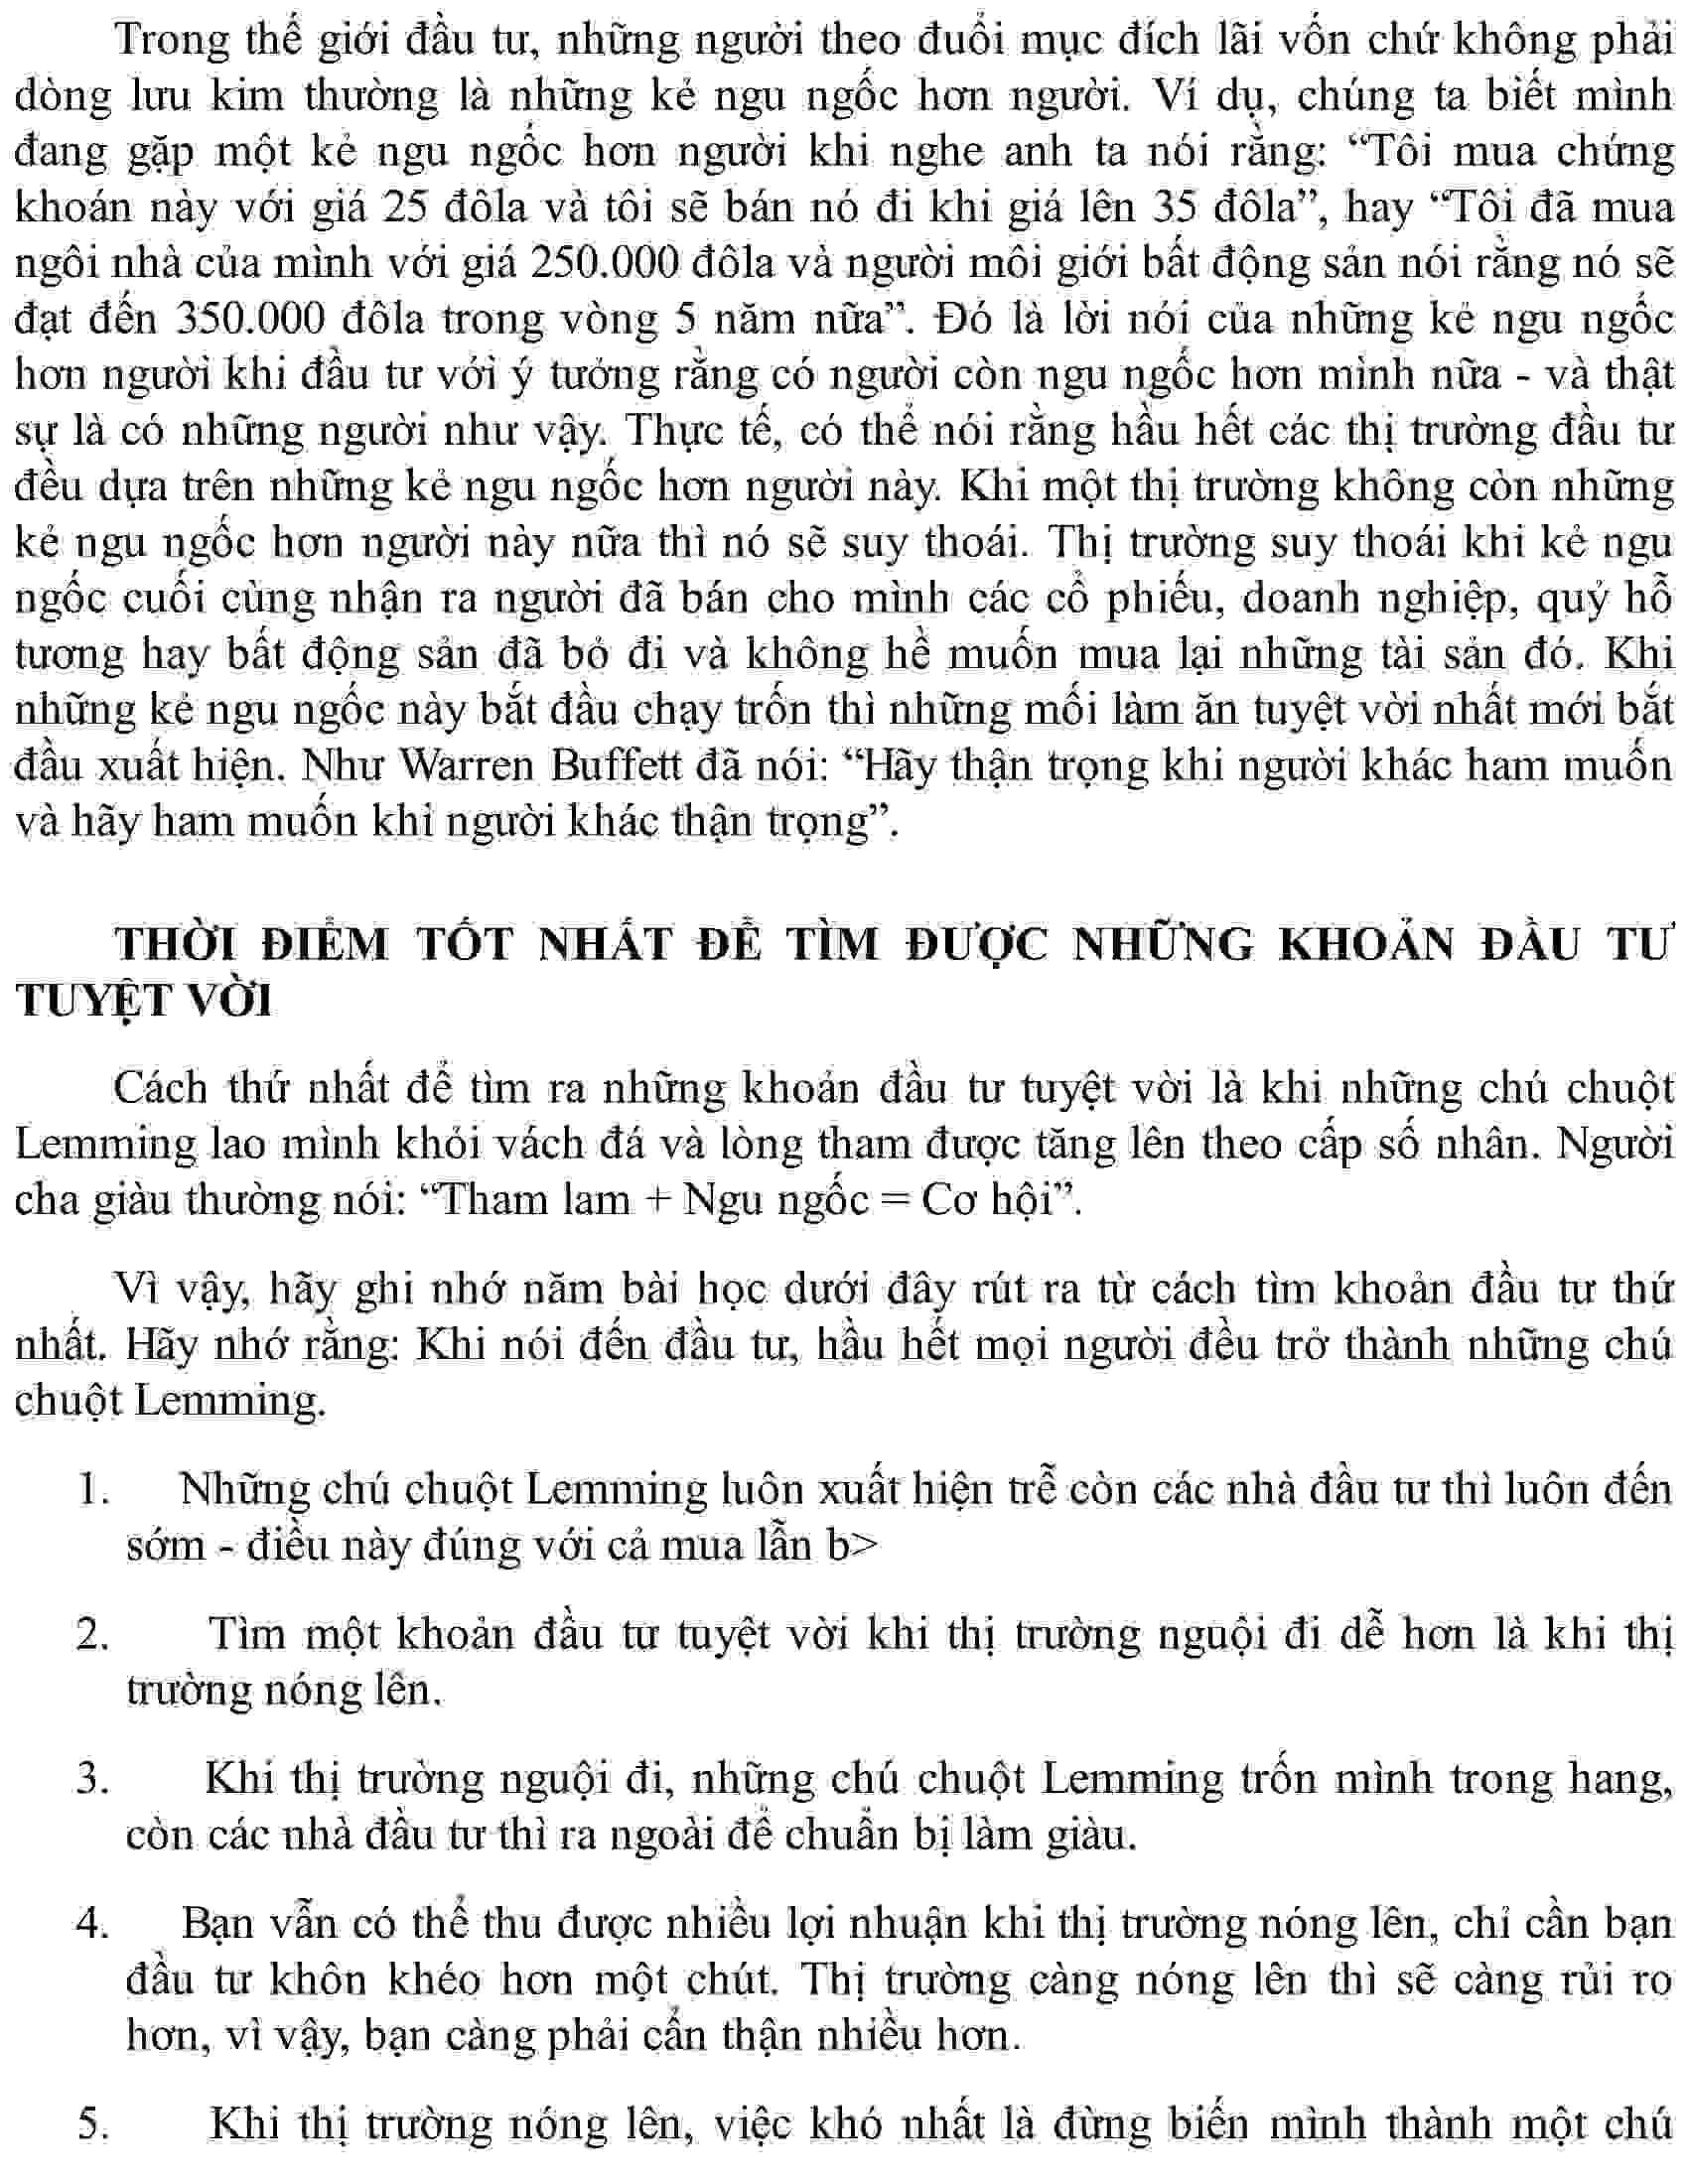 Trong thế giới đầu tư, những người theo đuổi mục đích lãi vốn chứ không phải
dòng lưu kim thường là những kẻ ngu ngốc hơn người. Ví dụ, chúng ta biết mình
đang gặp một kẻ ngu ngốc hơn người khi nghe anh ta nói rằng: “Tôi mua chứng
khoán này với giá 25 đôla và tôi sẽ bán nó đi khi giá lên 35 đôla”, hay “Tôi đã mua
ngôi nhà của mình với giá 250.000 đôla và người môi giới bất động sản nói rằng nó sẽ
đạt đến 350.000 đôla trong vòng 5 năm nữa”. Đó là lời nói của những kẻ ngu ngốc
hơn người khi đầu tư với ý tưởng rằng có người còn ngu ngốc hơn mình nữa - và thật
sự là có những người như vậy. Thực tế, có thể nói rằng hầu hết các thị trường đầu tư
đều dựa trên những kẻ ngu ngốc hơn người này. Khi một thị trường không còn những
kẻ ngu ngốc hơn người này nữa thì nó sẽ suy thoái. Thị trường suy thoái khi kẻ ngu
ngốc cuối cùng nhận ra người đã bán cho mình các cổ phiếu, doanh nghiệp, quỷ hỗ
tương hay bất động sản đã bỏ đi và không hề muốn mua lại những tài sản đó. Khi
những kẻ ngu ngốc này bắt đầu chạy trốn thì những mối làm ăn tuyệt vời nhất mới bắt
đầu xuất hiện. Như Warren Buffett đã nói: “Hãy thận trọng khi người khác ham muốn
và hãy ham muốn khi người khác thận trọng”.
THỜI ĐIỂM TỐT NHẤT ĐỂ TÌM ĐƯỢC NHỮNG KHOẢN ĐẦU TƯ
TUYỆT VỜI
Cách thứ nhất để tìm ra những khoản đầu tư tuyệt vời là khi những chú chuột
Lemming lao mình khỏi vách đá và lòng tham được tăng lên theo cấp số nhân. Người
cha giàu thường nói: “Tham lam + Ngu ngốc = Cơ hội”.
Vì vậy, hãy ghi nhớ năm bài học dưới đây rút ra từ cách tìm khoản đầu tư thứ
nhất. Hãy nhớ rằng: Khi nói đến đầu tư, hầu hết mọi người đều trở thành những chú
chuột Lemming.
1. Những chú chuột Lemming luôn xuất hiện trễ còn các nhà đầu tư thì luôn đến
sớm - điều này đúng với cả mua lẫn b>
2. Tìm một khoản đầu tư tuyệt vời khi thị trường nguội đi dễ hơn là khi thị
trường nóng lên.
3. Khi thị trường nguội đi, những chú chuột Lemming trốn mình trong hang,
còn các nhà đầu tư thì ra ngoài để chuẩn bị làm giàu.
4. Bạn vẫn có thể thu được nhiều lợi nhuận khi thị trường nóng lên, chỉ cần bạn
đầu tư khôn khéo hơn một chút. Thị trường càng nóng lên thì sẽ càng rủi ro
hơn, vì vậy, bạn càng phải cẩn thận nhiều hơn.
5. Khi thị trường nóng lên, việc khó nhất là đừng biến mình thành một chú